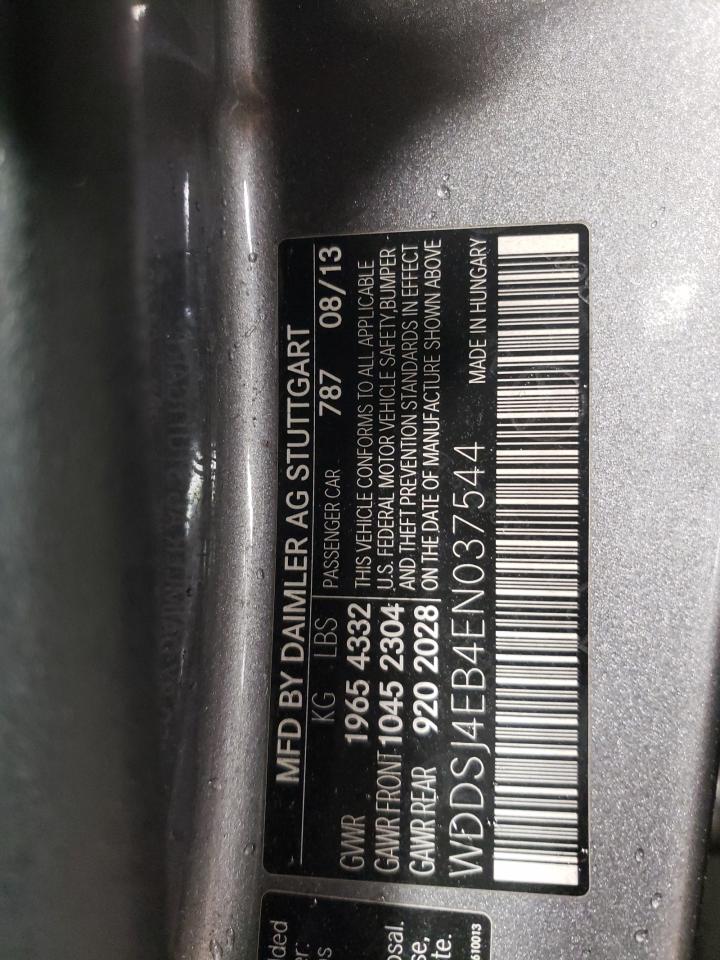 MFD BY DAIMLER AG STUTTGART
KG LBS PASSENGER CAR 787 08/13
GVWR 1965 4332 THIS VEHICLE CONFORMS TO ALL APPLICABLE
GAWR FRONT 1045 2304 U.S. FEDERAL MOTOR VEHICLE SAFETY,BUMPER
AND THEFT PREVENTION STANDARDS IN EFFECT
GAWR REAR 920 2028 ON THE DATE OF MANUFACTURE SHOWN ABOVE
WDDSJ4EB4EN037544 MADE IN HUNGARY